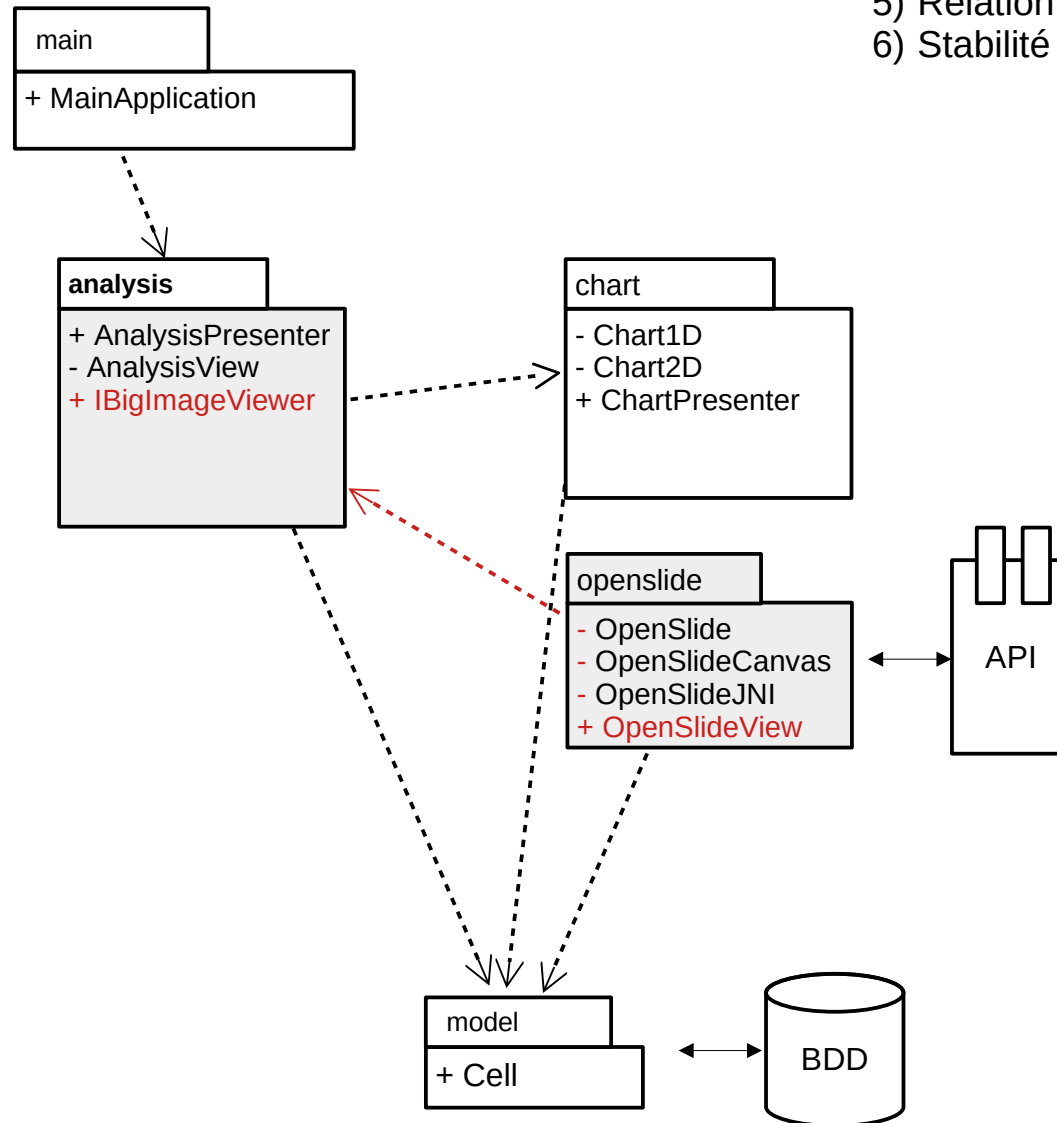 5) Relation
6) Stabilité
main
+ MainApplication
analysis
+ AnalysisPresenter
- AnalysisView
+ IBigImageViewer
chart
- Chart1D
- Chart2D
+ ChartPresenter
openslide
- OpenSlide
- OpenSlideCanvas
- OpenSlideJNI
+ OpenSlideView
API
model
+ Cell
BDD